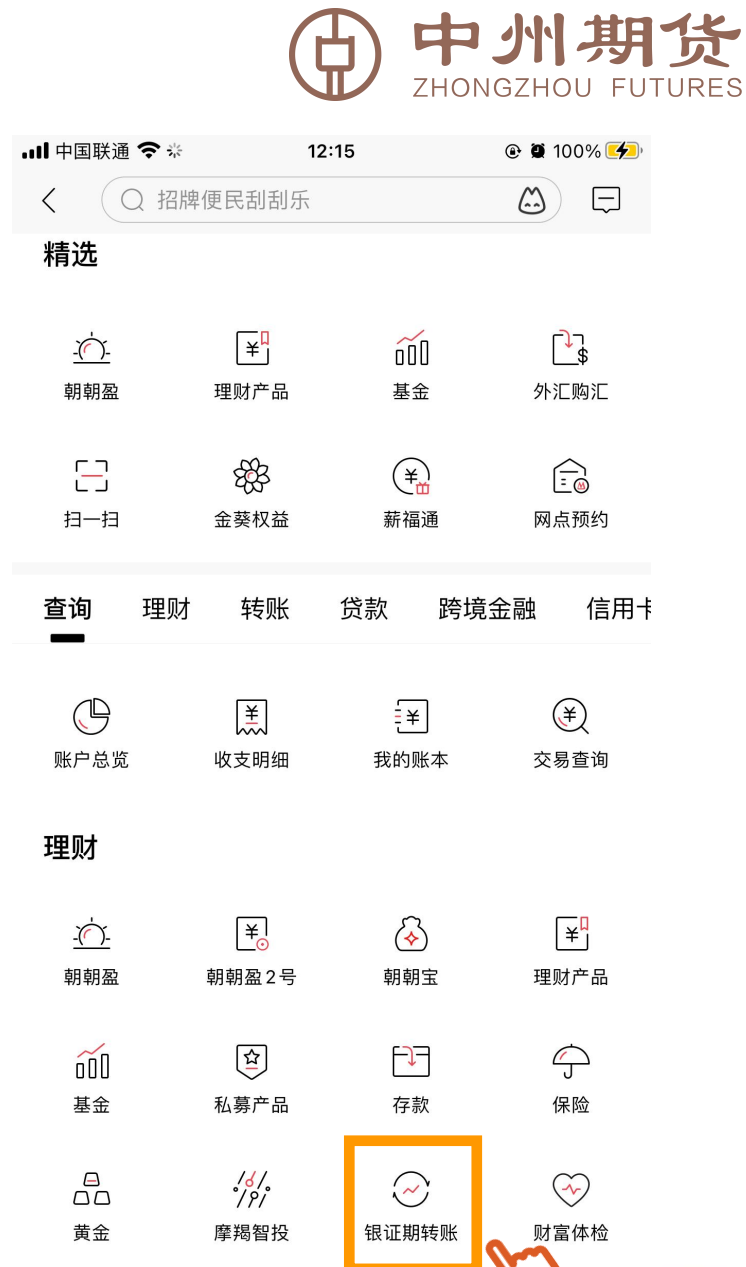 中州期货
ZHONGZHOU FUTURES
中国联通 12:15 100%
招牌便民刮刮乐
精选
朝朝盈 理财产品 基金 外汇购汇
扫一扫 金葵权益 薪福通 网点预约
查询 理财 转账 贷款 跨境金融 信用卡
账户总览 收支明细 我的账本 交易查询
理财
朝朝盈 朝朝盈2号 朝朝宝 理财产品
基金 私募产品 存款 保险
黄金 摩羯智投 银证期转账 财富体检